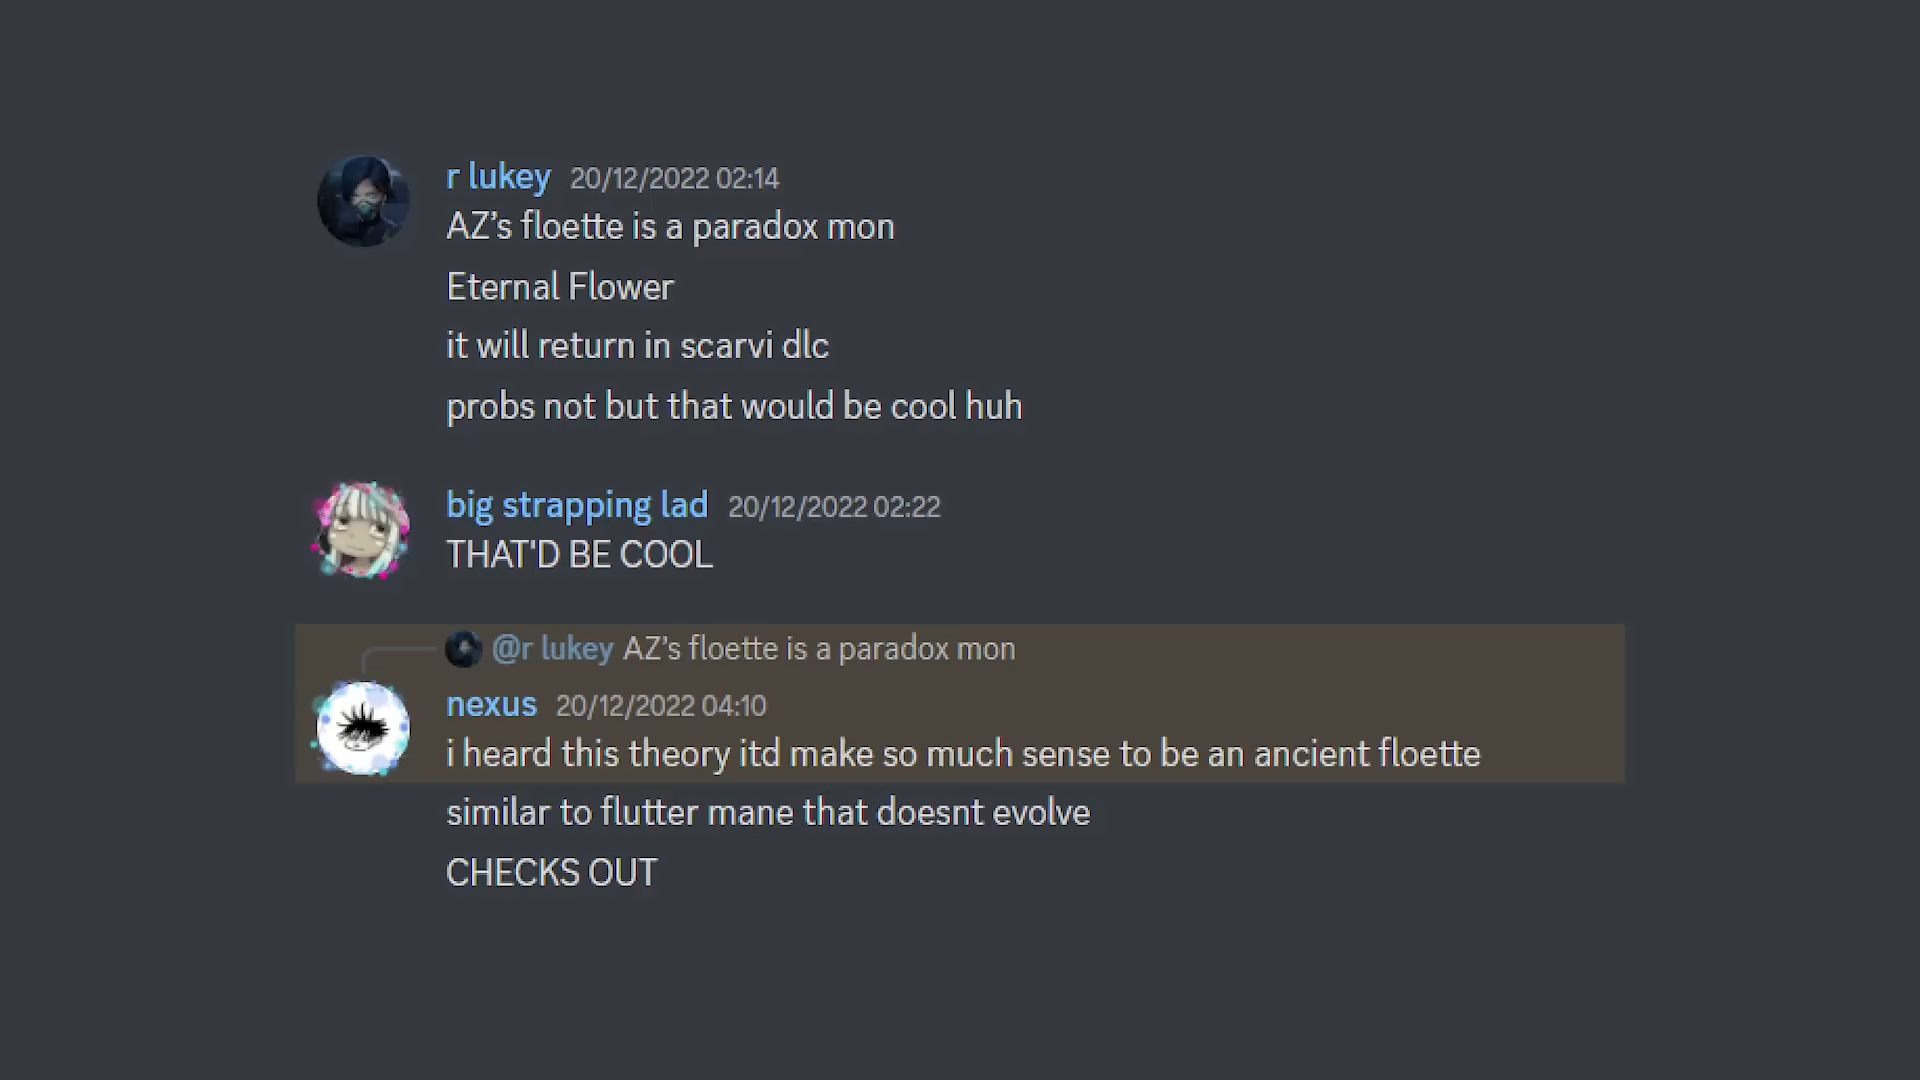 r lukey 20/12/2022 02:14
AZ’s floette is a paradox mon
Eternal Flower
it will return in scarvi dlc
probs not but that would be cool huh
big strapping lad 20/12/2022 02:22
THAT'D BE COOL
@r lukey AZ’s floette is a paradox mon
nexus 20/12/2022 04:10
i heard this theory itd make so much sense to be an ancient floette
similar to flutter mane that doesnt evolve
CHECKS OUT